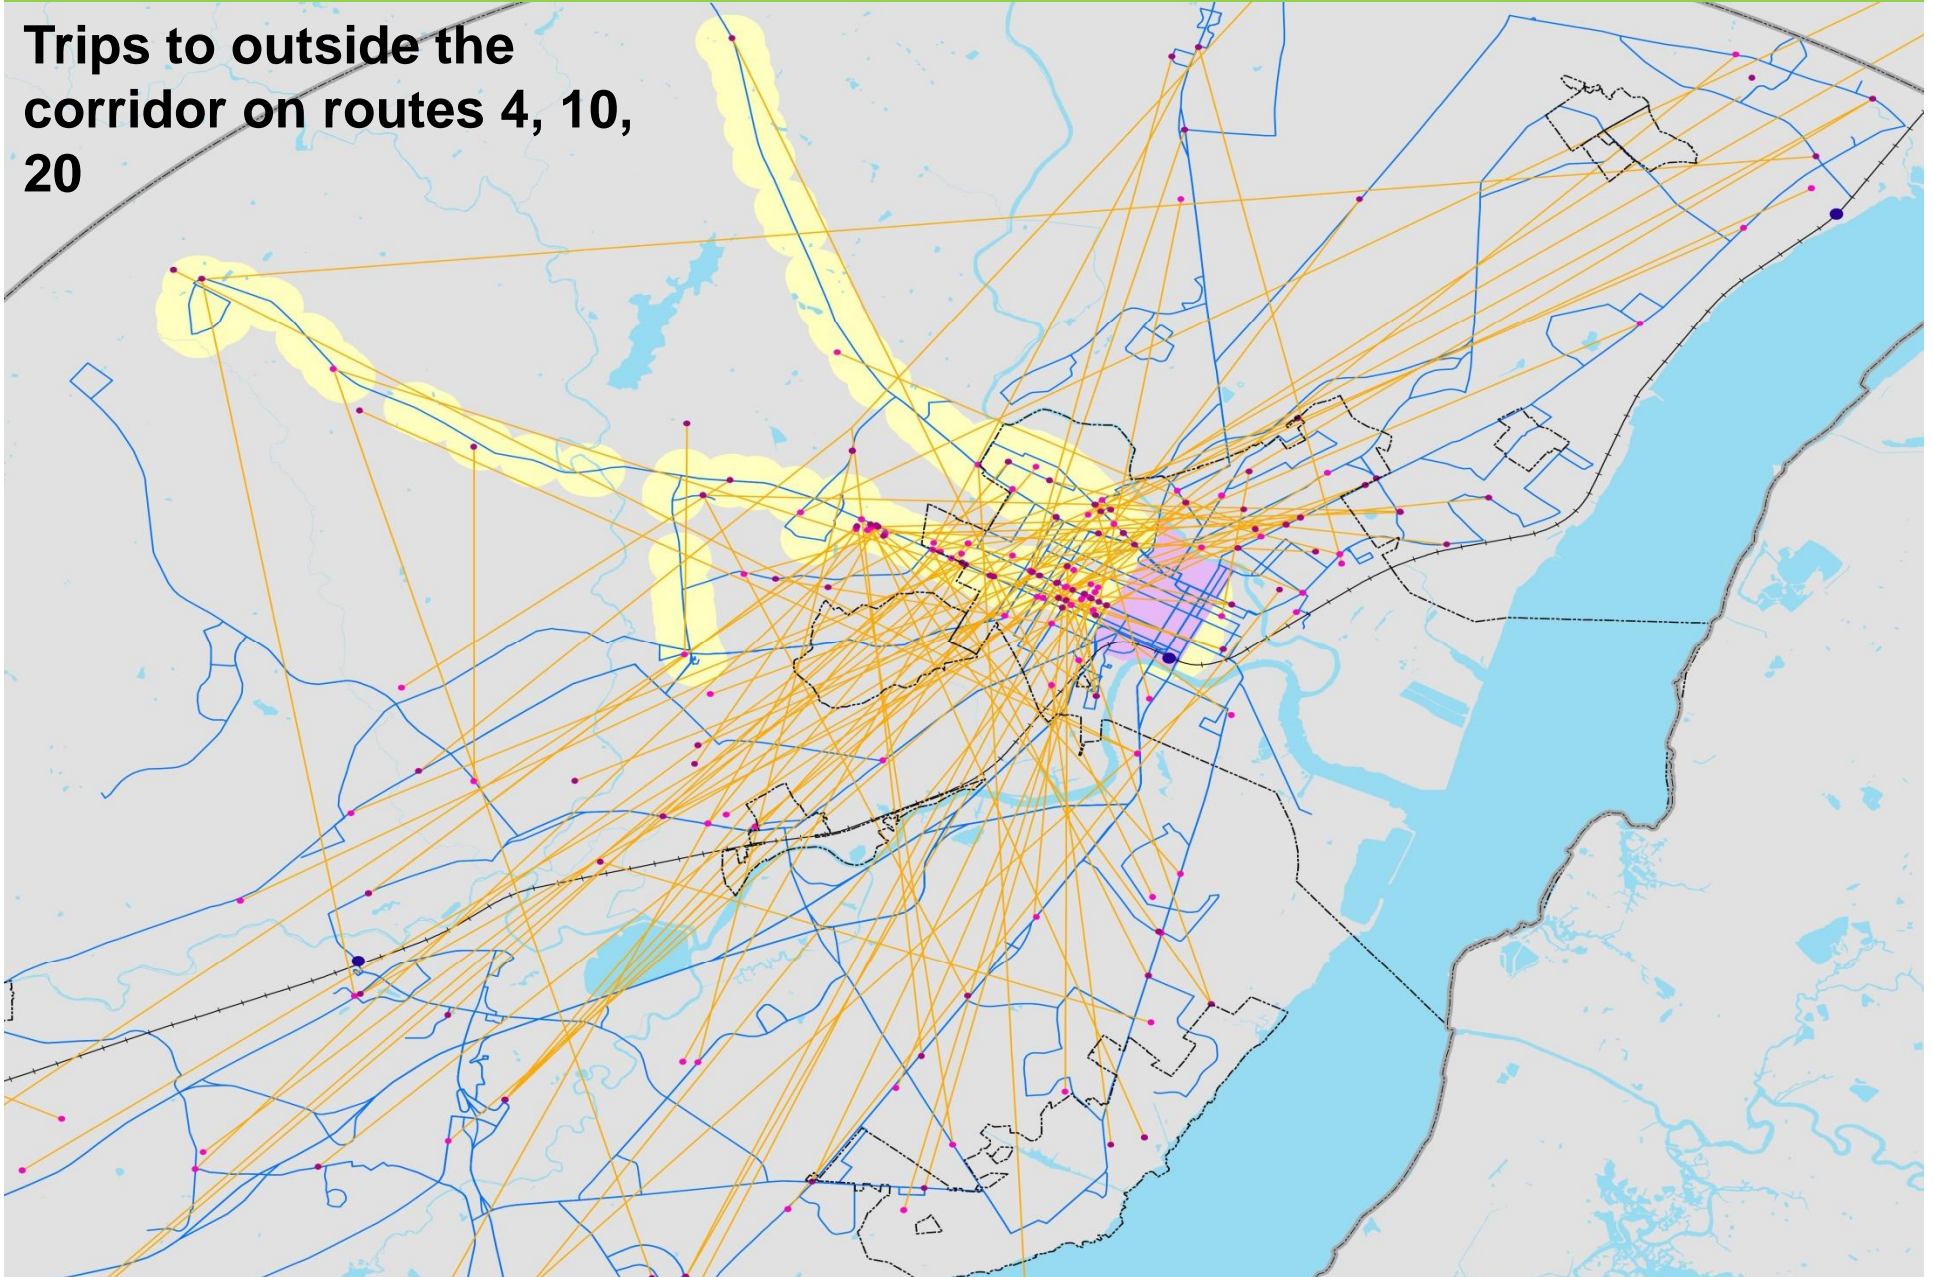 Trips to outside the
corridor on routes 4, 10,
20